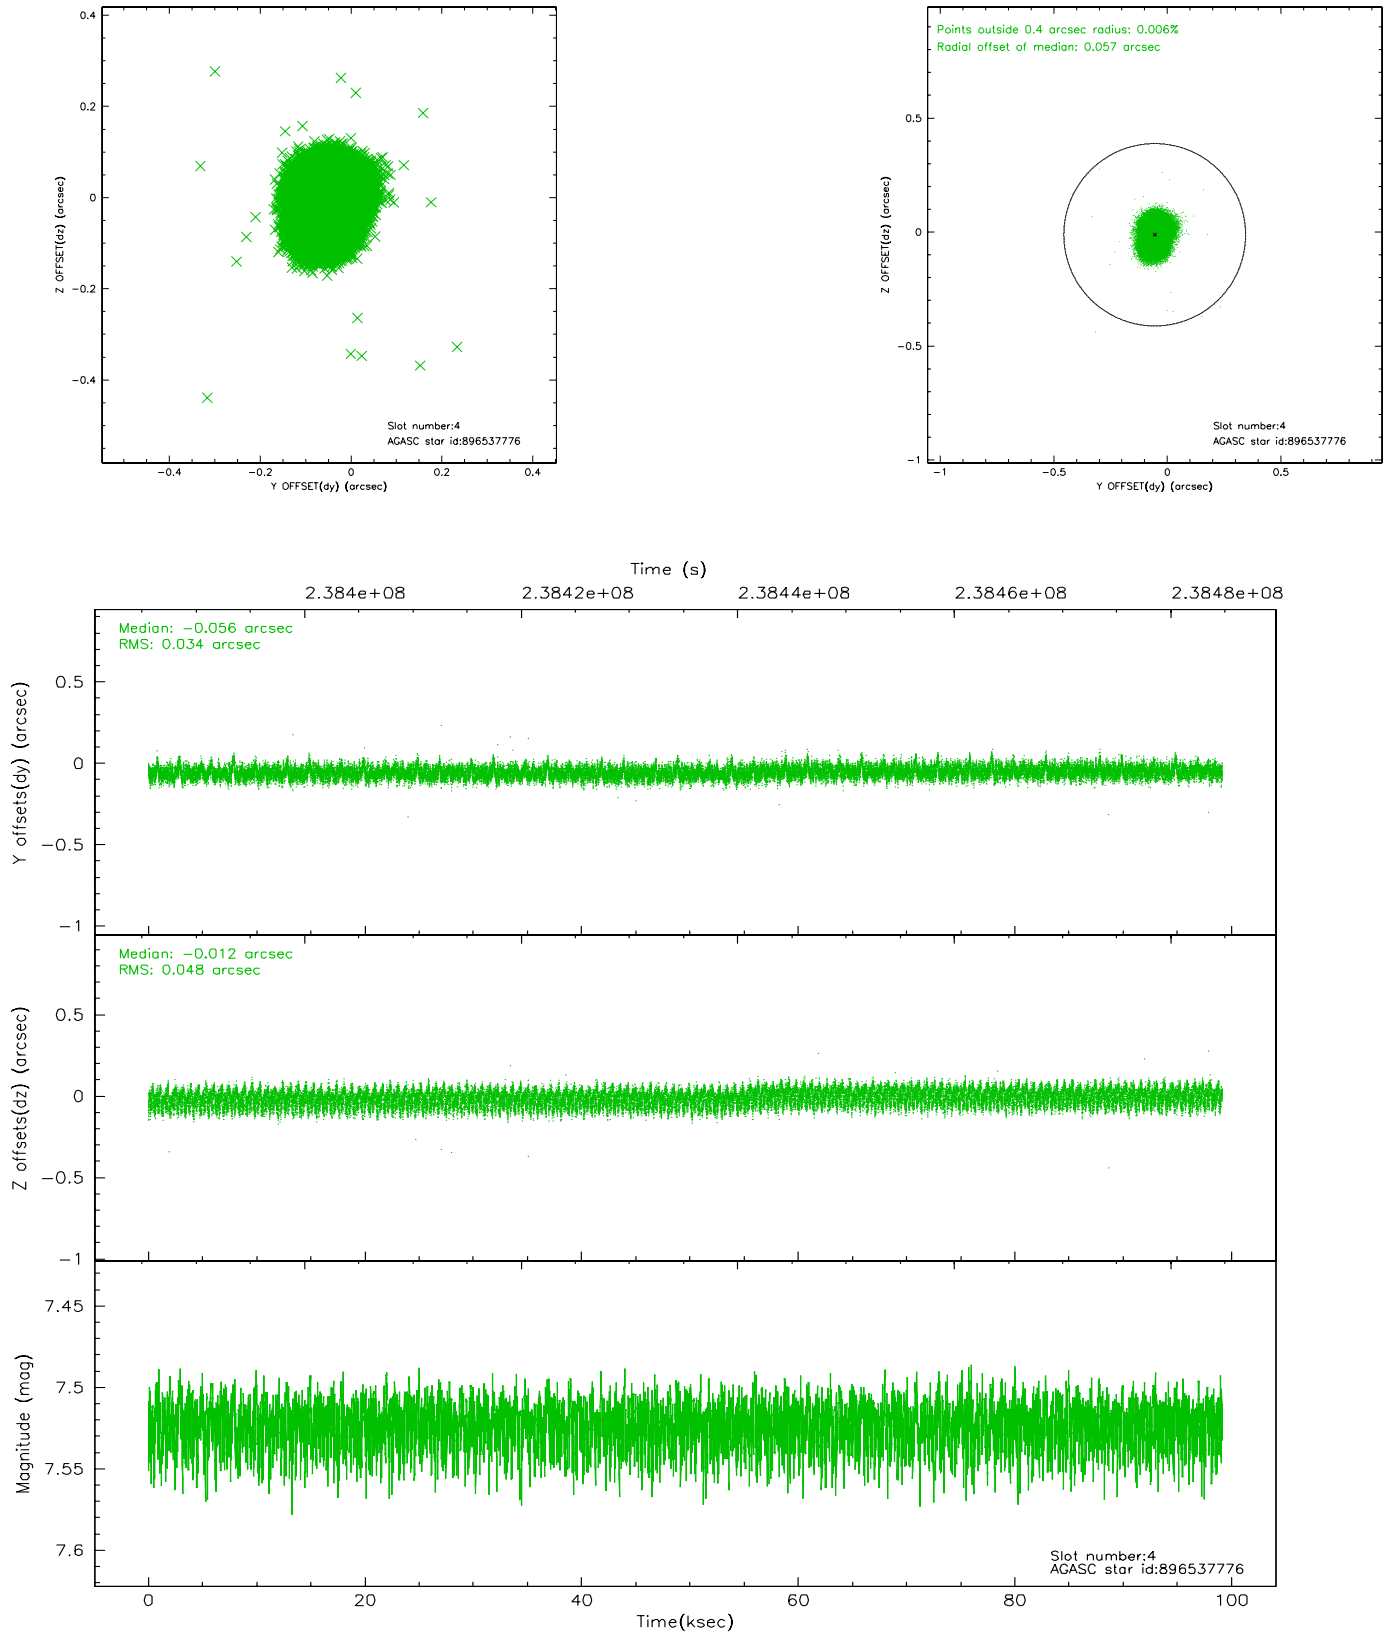 0.4
0.2
0
−0.2
−0.4
Z OFFSET(dz) (arcsec)
Slot number:4
AGASC star id:896537776
−0.4
−0.2
0
0.2
0.4
Y OFFSET(dy) (arcsec)
Points outside 0.4 arcsec radius: 0.006%
Radial offset of median: 0.057 arcsec
0.5
0
−0.5
−1
Z OFFSET(dz) (arcsec)
Slot number:4
AGASC star id:896537776
−1
−0.5
0
0.5
Y OFFSET(dy) (arcsec)
Time (s)
2.384e+08
2.3842e+08
2.3844e+08
2.3846e+08
2.3848e+08
Median: −0.056 arcsec
RMS: 0.034 arcsec
0.5
0
−0.5
−1
Y offsets(dy) (arcsec)
Median: −0.012 arcsec
RMS: 0.048 arcsec
0.5
0
−0.5
−1
Z offsets(dz) (arcsec)
7.45
7.5
7.55
7.6
Magnitude (mag)
Slot number:4
AGASC star id:896537776
0
20
40
60
80
100
Time(ksec)